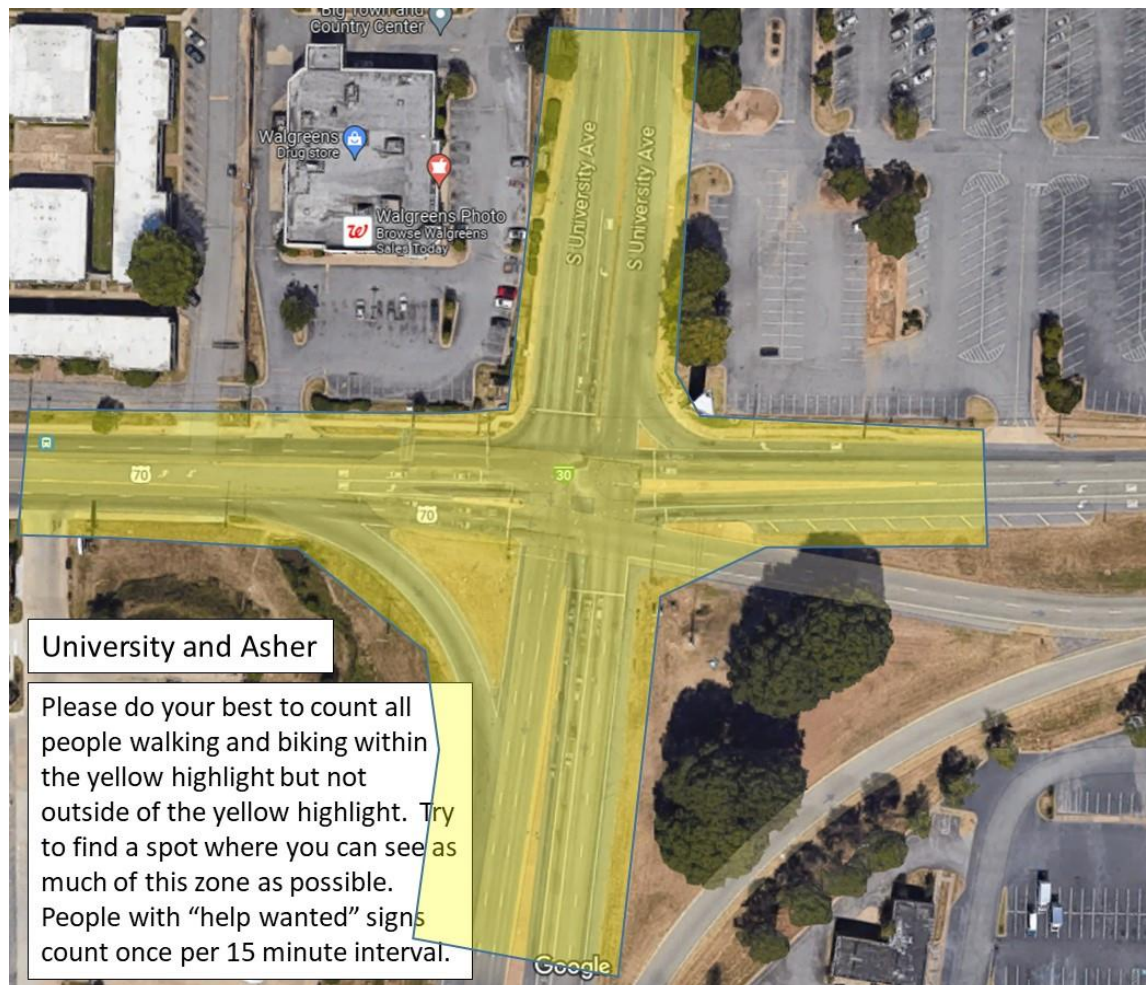 Big Town and
Country Center
Walgreens
Drug store
Walgreens Photo
Browse Walgreens
Sales Today
S University Ave
S University Ave
70
30
70
University and Asher
Please do your best to count all
people walking and biking within
the yellow highlight but not
outside of the yellow highlight. Try
to find a spot where you can see as
much of this zone as possible.
People with “help wanted” signs
count once per 15 minute interval.
Google